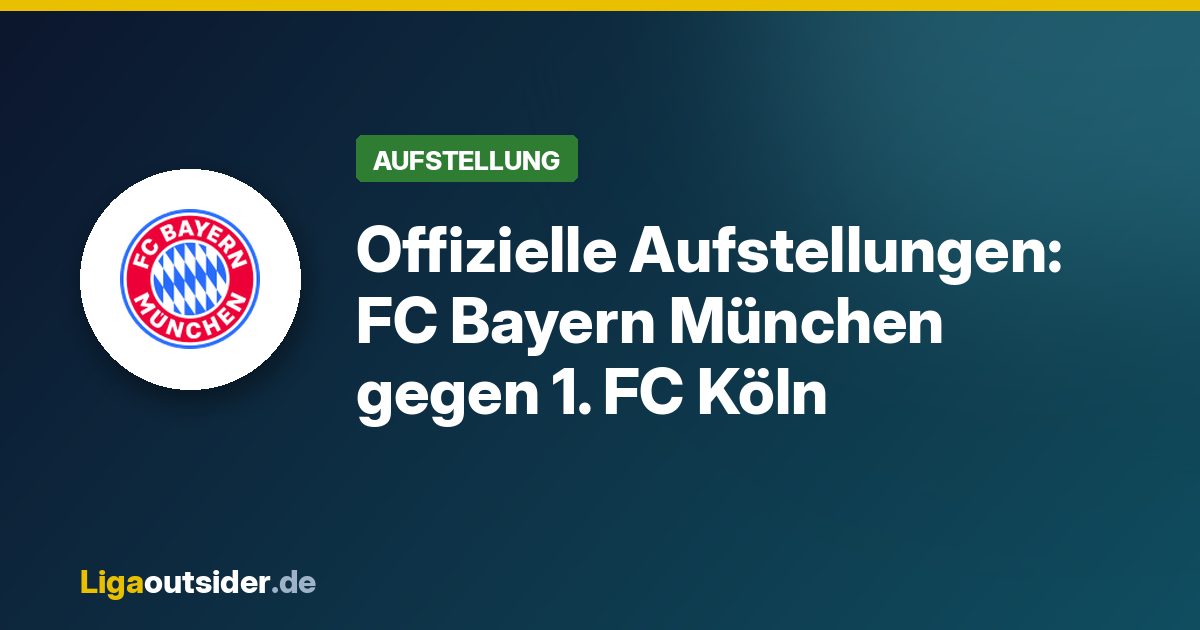 AUFSTELLUNG
Offizielle Aufstellungen:
FC Bayern München
gegen 1. FC Köln
FC BAYERN
MÜNCHEN
Ligaoutsider.de